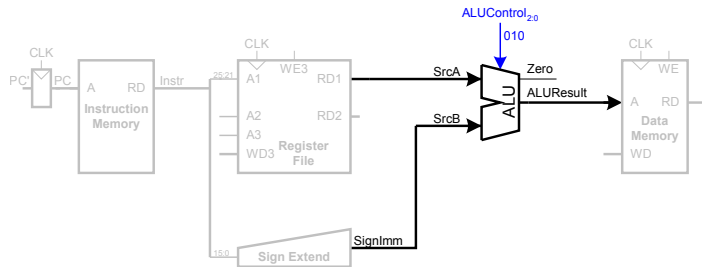 ALUControl2:0
010
CLK
CLK
CLK
PC'
PC
A
RD
Instr
Instruction
Memory
25:21
A1
WE3
RD1
A2
RD2
A3
WD3
Register
File
SrcA
SrcB
ALU
Zero
ALUResult
WE
A
RD
Data
Memory
WD
15:0
Sign Extend
SignImm